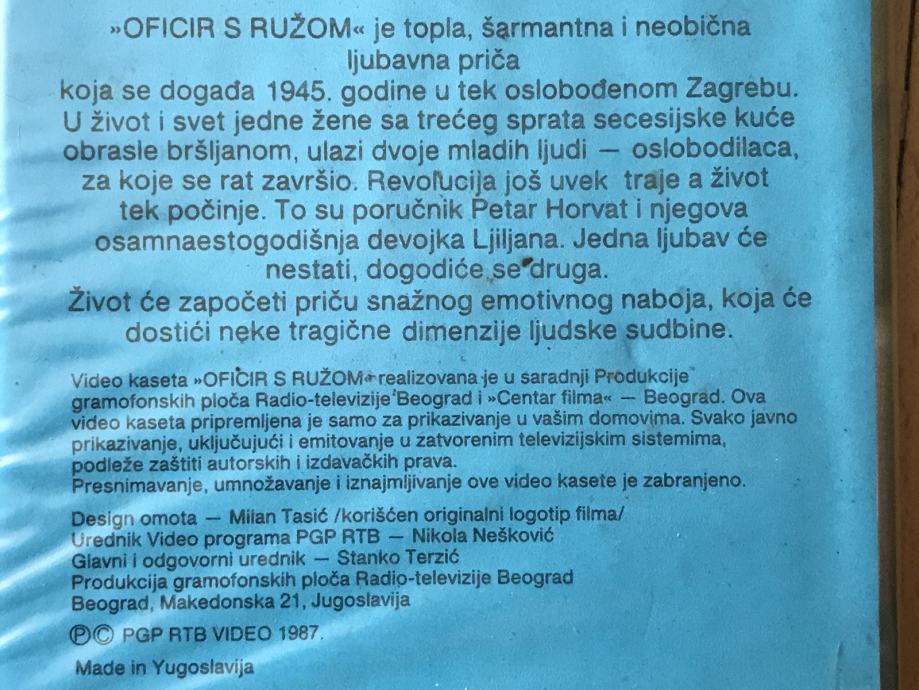 »OFICIR S RUŽOM« je topla, šarmantna i neobična
ljubavna priča
koja se događa 1945. godine u tek oslobođenom Zagrebu.
U život i svet jedne žene sa trećeg sprata secesijske kuće
obrasle bršljanom, ulazi dvoje mladih ljudi — oslobodilaca,
za koje se rat završio. Revolucija još uvek traje a život
tek počinje. To su poručnik Petar Horvat i njegova
osamnaestogodišnja devojka Ljiljana. Jedna ljubav će
nestati, dogodiće se druga.
Život će započeti priču snažnog emotivnog naboja, koja će
dostići neke tragične dimenzije ljudske sudbine.
Video kaseta »OFICIR S RUŽOM« realizovana je u saradnji Produkcije
gramofonskih ploča Radio-televizije Beograd i »Centar filma« — Beograd. Ova
video kaseta pripremljena je samo za prikazivanje u vašim domovima. Svako javno
prikazivanje, uključujući i emitovanje u zatvorenim televizijskim sistemima,
podleže zaštiti autorskih i izdavačkih prava.
Presnimavanje, umnožavanje i iznajmljivanje ove video kasete je zabranjeno.
Design omota — Milan Tasić /korišćen originalni logotip filma/
Urednik Video programa PGP RTB — Nikola Nešković
Glavni i odgovorni urednik — Stanko Terzić
Produkcija gramofonskih ploča Radio-televizije Beograd
Beograd, Makedonska 21, Jugoslavija
℗© PGP RTB VIDEO 1987.
Made in Yugoslavija